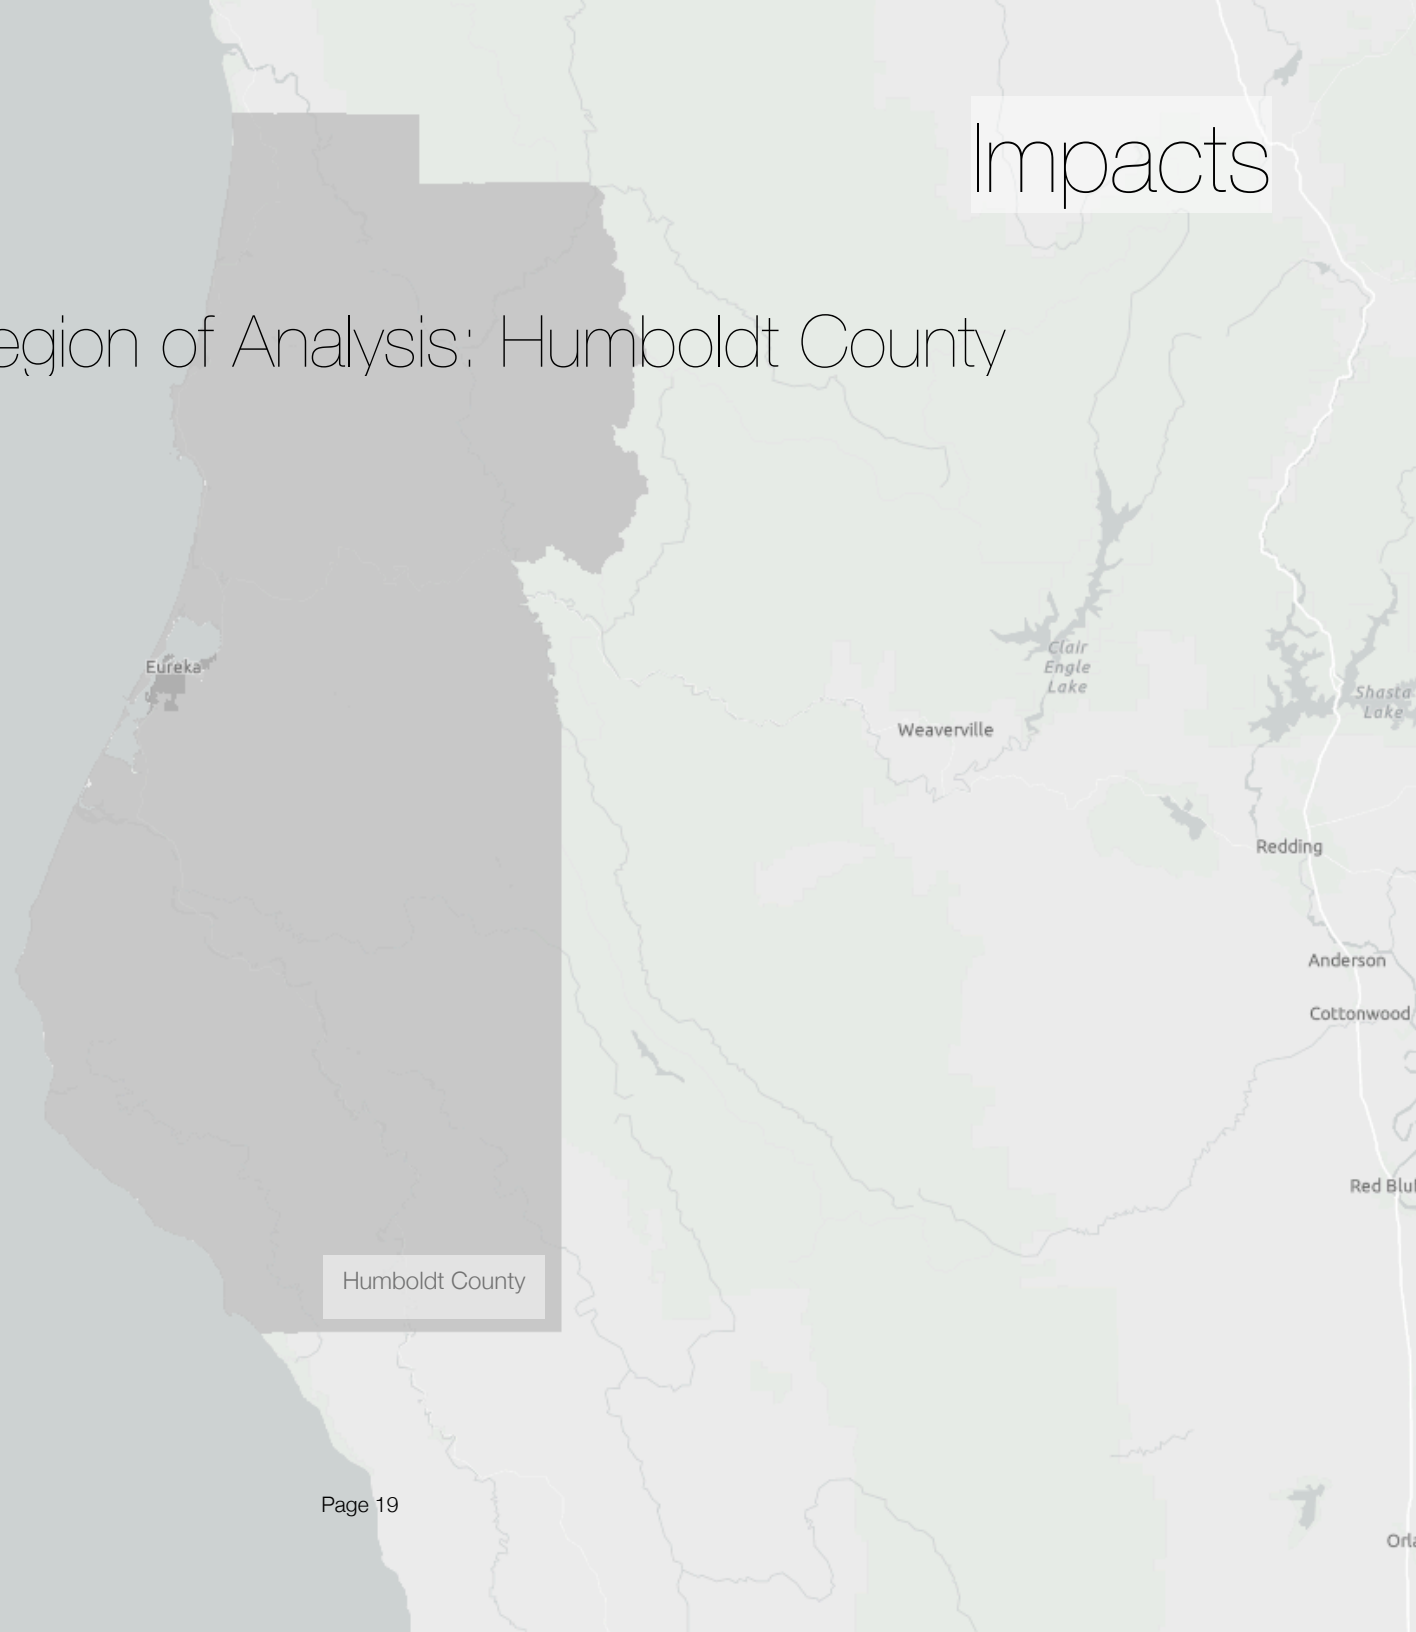 Impacts
egion of Analysis: Humboldt County
Eureka
Clair
Engle
Lake
Weaverville
Shasta
Lake
Redding
Anderson
Cottonwood
Red Bluf
Humboldt County
Page 19
Orla